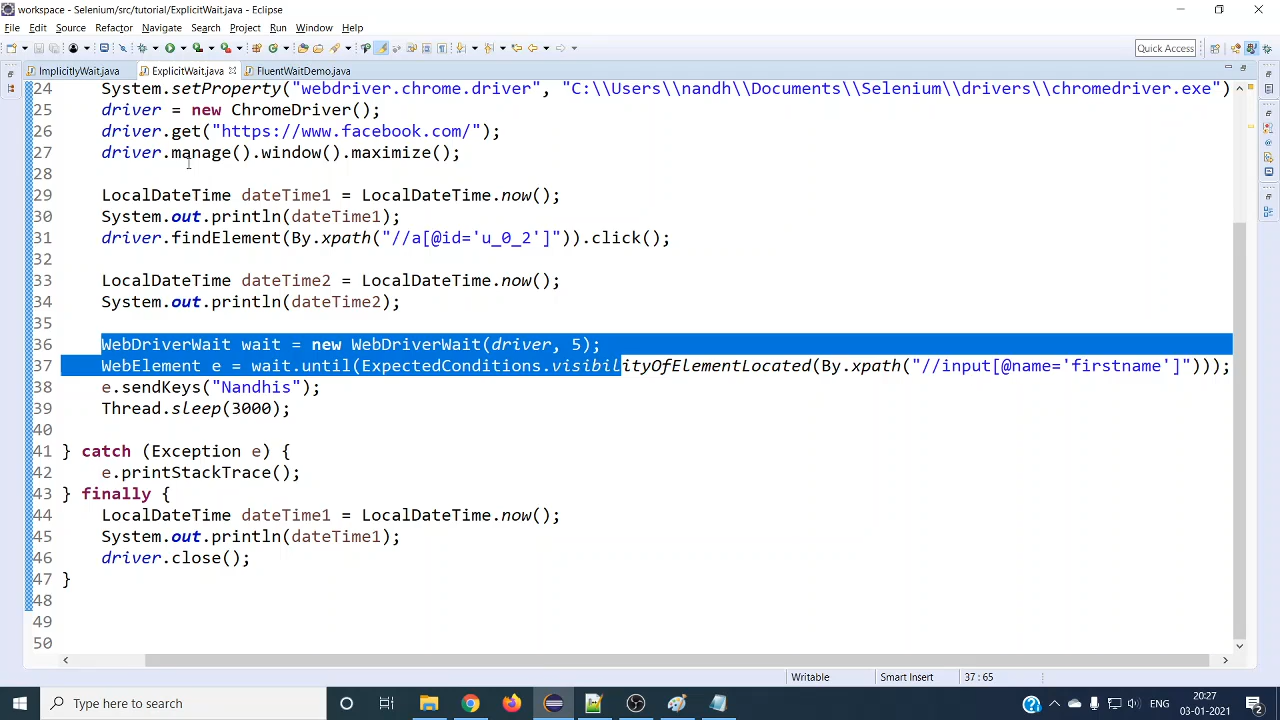 workspace - Selenium/src/tutorial/ExplicitWait.java - Eclipse
File Edit Source Refactor Navigate Search Project Run Window Help
Quick Access
ImplicitlyWait.java ExplicitWait.java FluentWaitDemo.java
24 System.setProperty("webdriver.chrome.driver", "C:\\Users\\nandh\\Documents\\Selenium\\drivers\\chromedriver.exe")
25 driver = new ChromeDriver();
26 driver.get("https://www.facebook.com/");
27 driver.manage().window().maximize();
28
29 LocalDateTime dateTime1 = LocalDateTime.now();
30 System.out.println(dateTime1);
31 driver.findElement(By.xpath("//a[@id='u_0_2']")).click();
32
33 LocalDateTime dateTime2 = LocalDateTime.now();
34 System.out.println(dateTime2);
35
36 WebDriverWait wait = new WebDriverWait(driver, 5);
37 WebElement e = wait.until(ExpectedConditions.visibilityOfElementLocated(By.xpath("//input[@name='firstname']")));
38 e.sendKeys("Nandhis");
39 Thread.sleep(3000);
40
41 } catch (Exception e) {
42 e.printStackTrace();
43 } finally {
44 LocalDateTime dateTime1 = LocalDateTime.now();
45 System.out.println(dateTime1);
46 driver.close();
47 }
48
49
50
Writable Smart Insert 37 : 65
Type here to search
ENG
20:27
03-01-2021
2